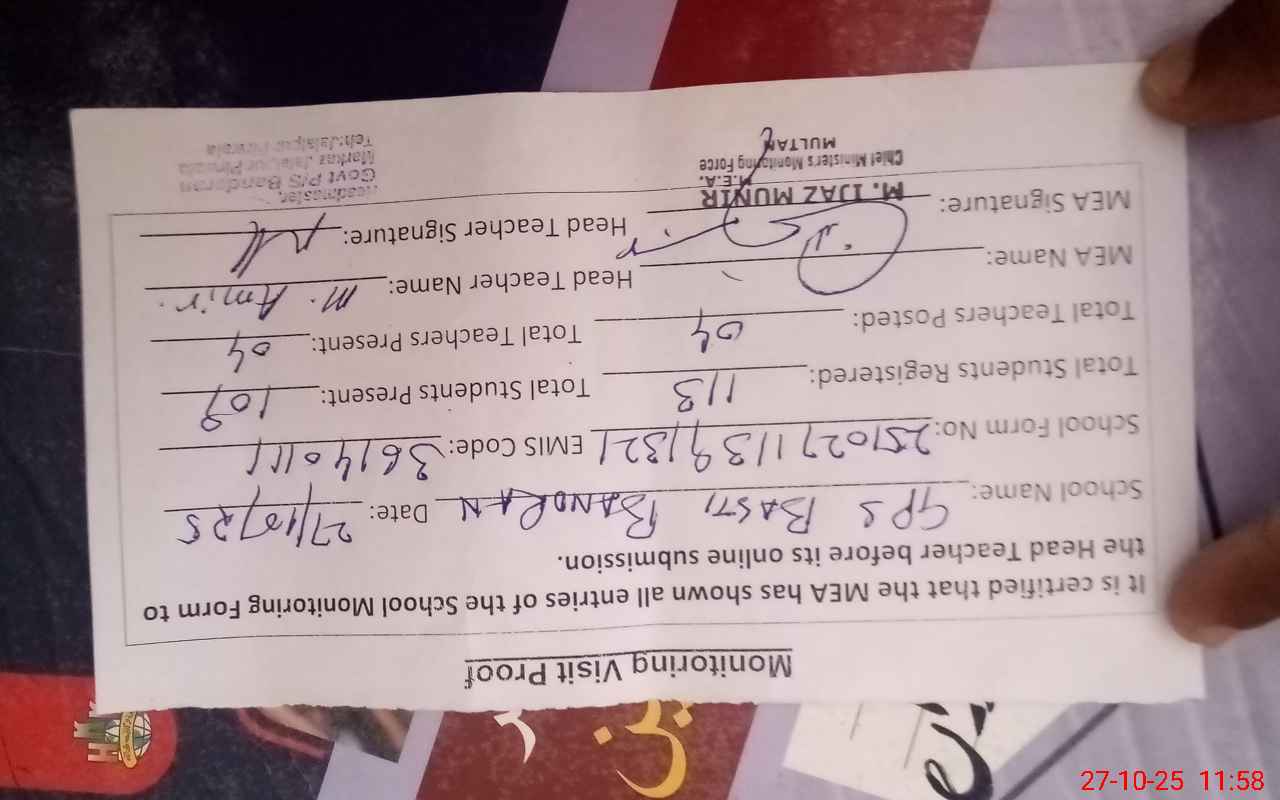 Monitoring Visit Proof
It is certified that the MEA has shown all entries of the School Monitoring Form to
the Head Teacher before its online submission.
School Name: GPS BASTI BANDRAN Date: 27/10/25
School Form No: 25102711391321 EMIS Code: 36140111
Total Students Registered: 113 Total Students Present: 109
Total Teachers Posted: 04 Total Teachers Present: 04
MEA Name: Head Teacher Name: M. Amir.
MEA Signature: Head Teacher Signature:
M. IJAZ MUNIR
M.E.A.
Chief Minister's Monitoring Force
MULTAN
Headmaster,
Govt P/S Bandran
Markaz Jalalpur Pirwala
Teh:Jalalpur Pirwala
27-10-25 11:58